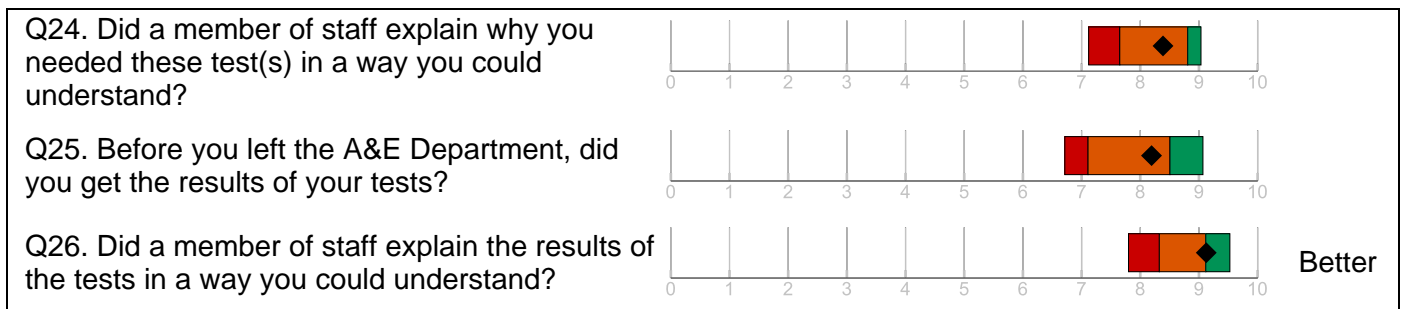 Q24. Did a member of staff explain why you
needed these test(s) in a way you could
understand?
0 1 2 3 4 5 6 7 8 9 10
Q25. Before you left the A&E Department, did
you get the results of your tests?
0 1 2 3 4 5 6 7 8 9 10
Q26. Did a member of staff explain the results of
the tests in a way you could understand?
0 1 2 3 4 5 6 7 8 9 10
Better